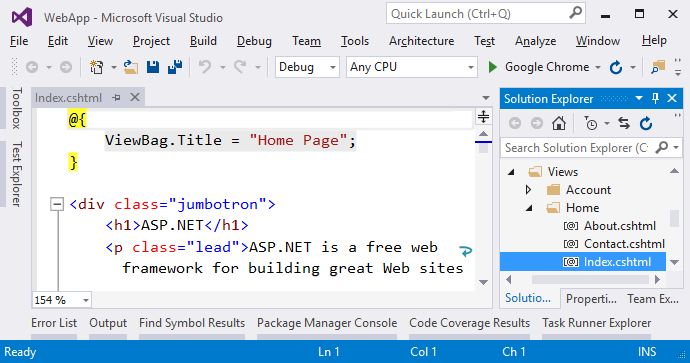 WebApp - Microsoft Visual Studio
Quick Launch (Ctrl+Q)
File Edit View Project Build Debug Team Tools Architecture Test Analyze Window Help
Debug Any CPU Google Chrome
Toolbox
Test Explorer
Index.cshtml
@{
ViewBag.Title = "Home Page";
}
<div class="jumbotron">
<h1>ASP.NET</h1>
<p class="lead">ASP.NET is a free web
framework for building great Web sites
154 %
Solution Explorer
Search Solution Explorer (C
Views
Account
Home
[@] About.cshtml
[@] Contact.cshtml
[@] Index.cshtml
Solutio... Properti... Team Ex...
Error List Output Find Symbol Results Package Manager Console Code Coverage Results Task Runner Explorer
Ready Ln 1 Col 1 Ch 1 INS